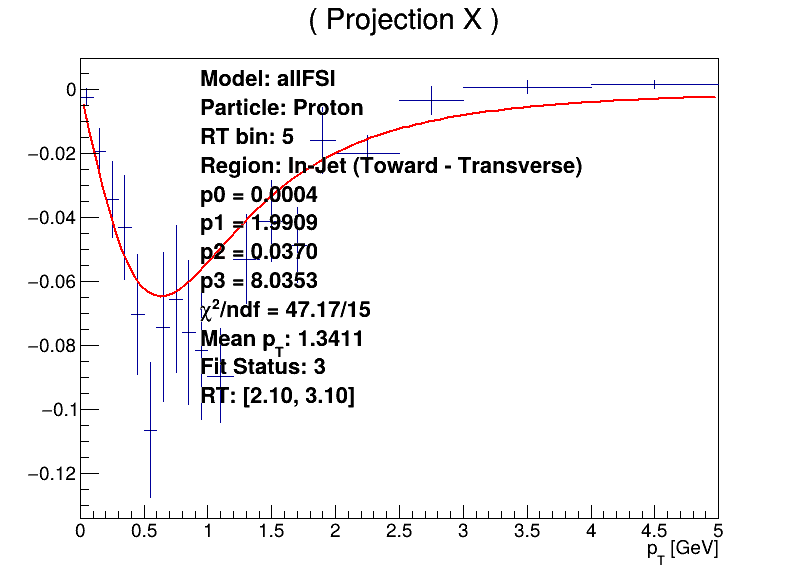 ( Projection X )
Model: allFSI
Particle: Proton
RT bin: 5
Region: In-Jet (Toward - Transverse)
p0 = 0.0004
p1 = 1.9909
p2 = 0.0370
p3 = 8.0353
χ²/ndf = 47.17/15
Mean p_T: 1.3411
Fit Status: 3
RT: [2.10, 3.10]
0
−0.02
−0.04
−0.06
−0.08
−0.1
−0.12
0 0.5 1 1.5 2 2.5 3 3.5 4 4.5 5
p_T [GeV]